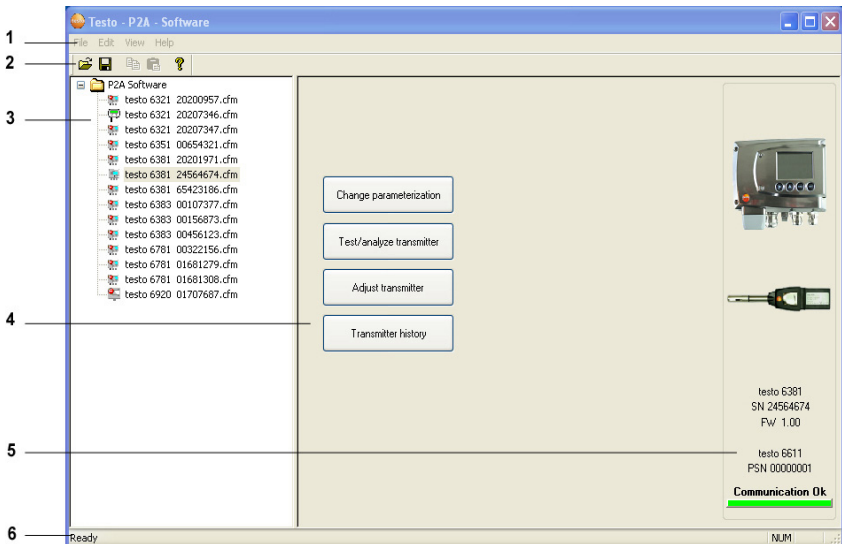 Testo - P2A - Software
1
File Edit View Help
2
P2A Software
testo 6321 20200957.cfm
3
testo 6321 20207346.cfm
testo 6321 20207347.cfm
testo 6351 00654321.cfm
testo 6381 20201971.cfm
testo 6381 24564674.cfm
testo 6381 65423186.cfm
testo 6383 00107377.cfm
testo 6383 00156873.cfm
testo 6383 00456123.cfm
testo 6781 00322156.cfm
testo 6781 01681279.cfm
testo 6781 01681308.cfm
testo 6920 01707687.cfm
Change parameterization
Test/analyze transmitter
Adjust transmitter
4
Transmitter history
testo 6381
SN 24564674
FW 1.00
5
testo 6611
PSN 00000001
Communication Ok
6
Ready
NUM